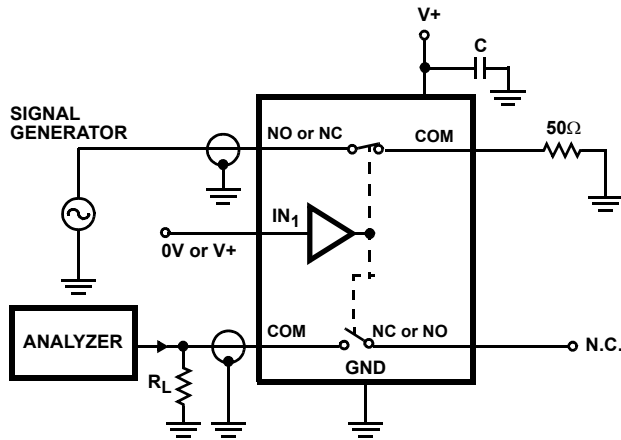 V+
C
SIGNAL
GENERATOR
NO or NC
COM
50Ω
IN1
0V or V+
ANALYZER
COM
NC or NO
N.C.
RL
GND